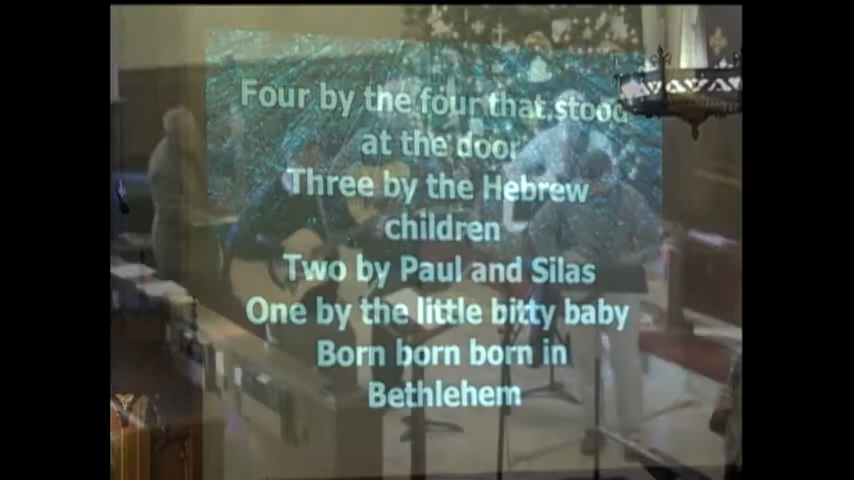 Four by the four that stood
at the door
Three by the Hebrew
children
Two by Paul and Silas
One by the little bitty baby
Born born born in
Bethlehem